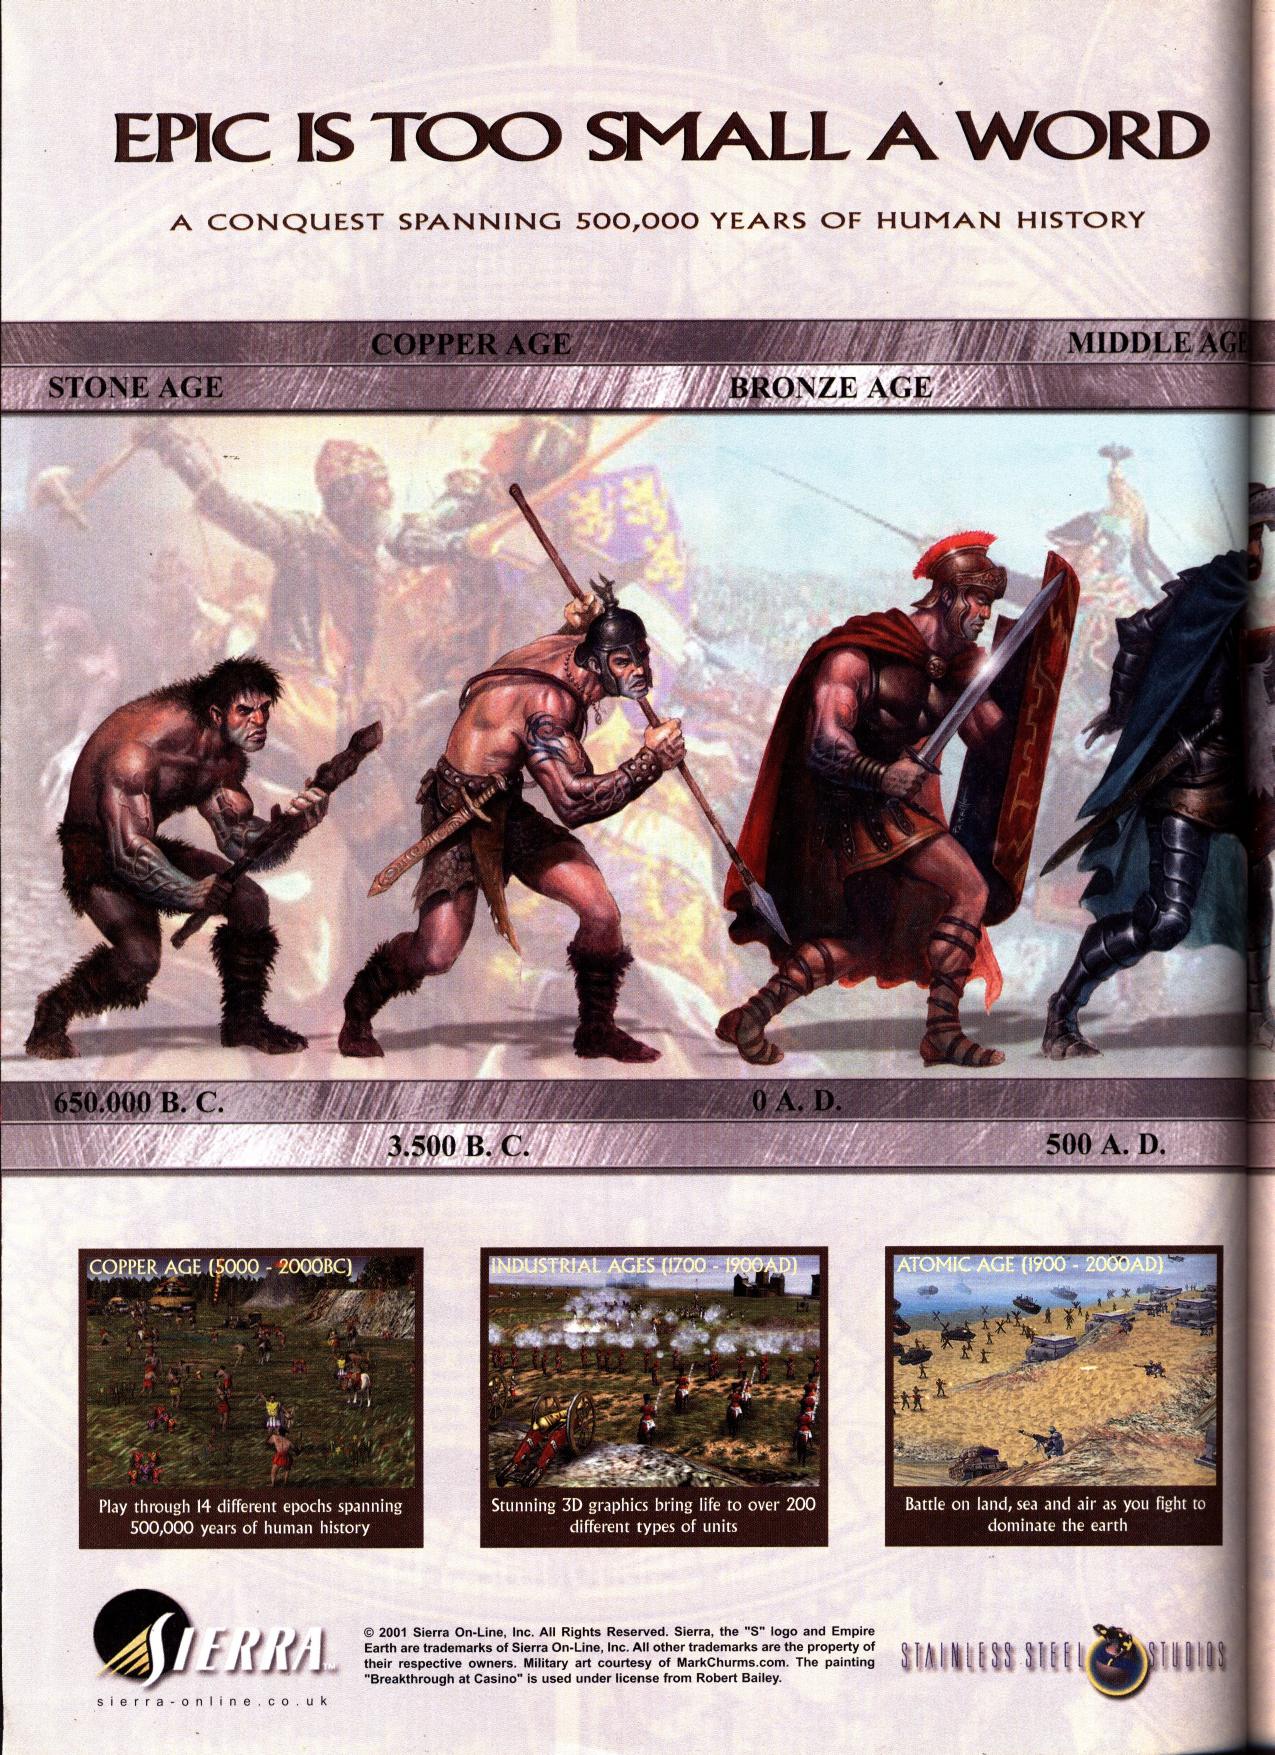 EPIC IS TOO SMALL A WORD
A CONQUEST SPANNING 500,000 YEARS OF HUMAN HISTORY
COPPER AGE
MIDDLE AGE
STONE AGE
BRONZE AGE
650.000 B. C.
0 A. D.
3.500 B. C.
500 A. D.
COPPER AGE (5000 - 2000BC)
Play through 14 different epochs spanning
500,000 years of human history
INDUSTRIAL AGES (1700 - 1900AD)
Stunning 3D graphics bring life to over 200
different types of units
ATOMIC AGE (1900 - 2000AD)
Battle on land, sea and air as you fight to
dominate the earth
SIERRA™
sierra-online.co.uk
© 2001 Sierra On-Line, Inc. All Rights Reserved. Sierra, the "S" logo and Empire
Earth are trademarks of Sierra On-Line, Inc. All other trademarks are the property of
their respective owners. Military art courtesy of MarkChurms.com. The painting
"Breakthrough at Casino" is used under license from Robert Bailey.
STAINLESS STEEL STUDIOS